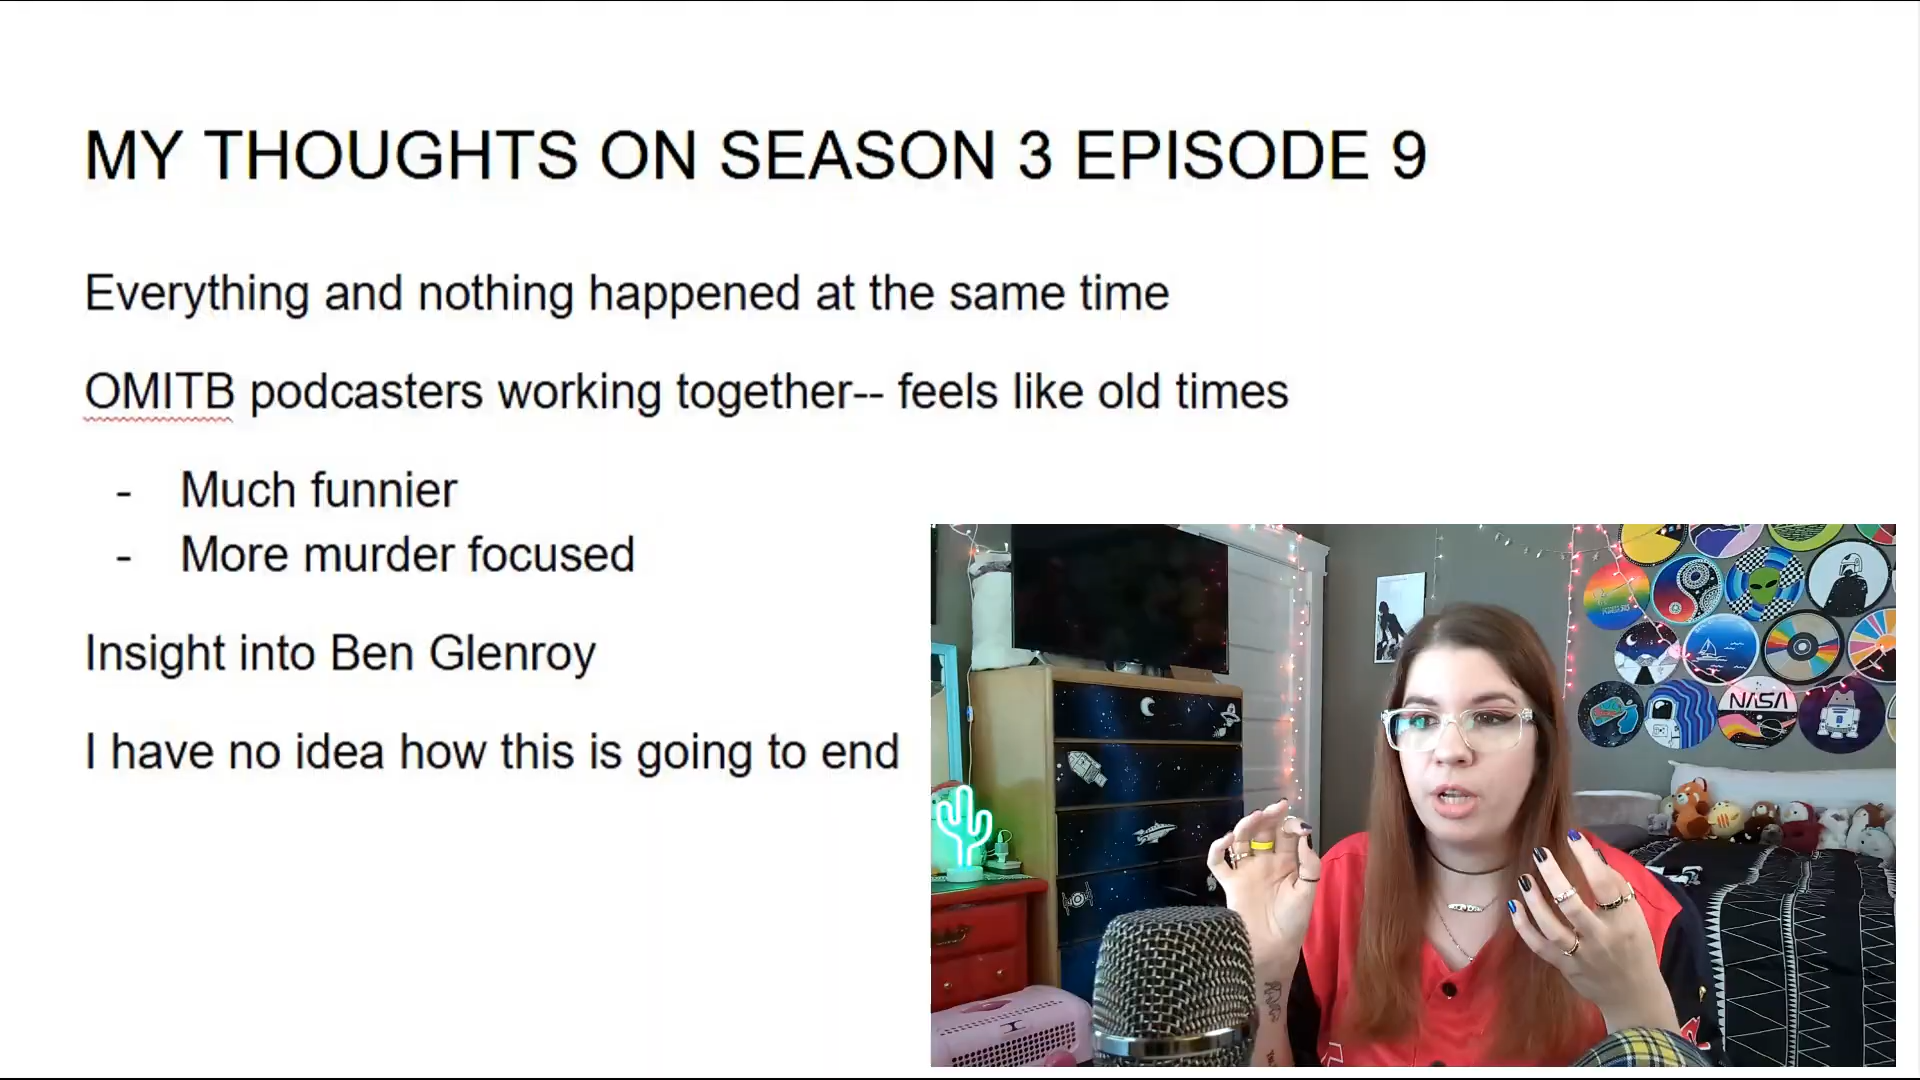 MY THOUGHTS ON SEASON 3 EPISODE 9
Everything and nothing happened at the same time
OMITB podcasters working together-- feels like old times
- Much funnier
- More murder focused
Insight into Ben Glenroy
I have no idea how this is going to end
NASA